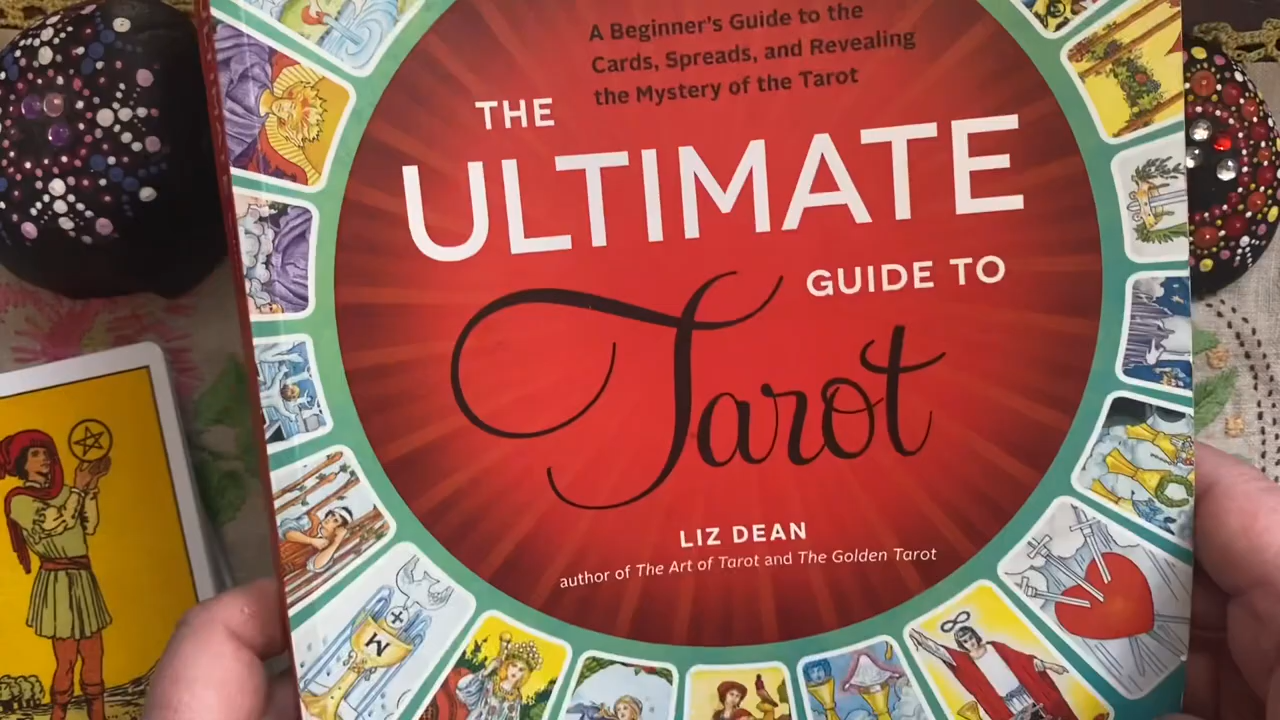 A Beginner's Guide to the
Cards, Spreads, and Revealing
the Mystery of the Tarot
THE
ULTIMATE
GUIDE TO
Tarot
LIZ DEAN
author of The Art of Tarot and The Golden Tarot
M